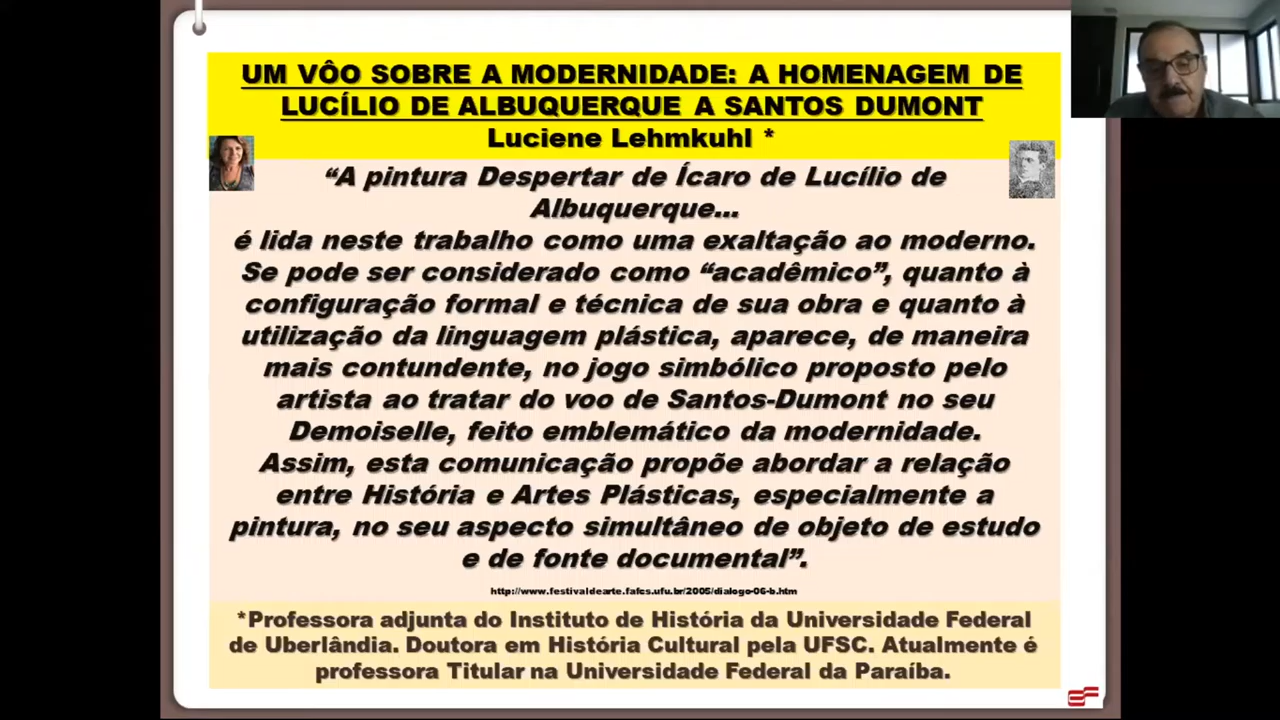 UM VÔO SOBRE A MODERNIDADE: A HOMENAGEM DE
LUCÍLIO DE ALBUQUERQUE A SANTOS DUMONT
Luciene Lehmkuhl *
“A pintura Despertar de Ícaro de Lucílio de
Albuquerque...
é lida neste trabalho como uma exaltação ao moderno.
Se pode ser considerado como “acadêmico”, quanto à
configuração formal e técnica de sua obra e quanto à
utilização da linguagem plástica, aparece, de maneira
mais contundente, no jogo simbólico proposto pelo
artista ao tratar do voo de Santos-Dumont no seu
Demoiselle, feito emblemático da modernidade.
Assim, esta comunicação propõe abordar a relação
entre História e Artes Plásticas, especialmente a
pintura, no seu aspecto simultâneo de objeto de estudo
e de fonte documental”.
http://www.festivaldearte.fafcs.ufu.br/2005/dialogo-06-b.htm
*Professora adjunta do Instituto de História da Universidade Federal
de Uberlândia. Doutora em História Cultural pela UFSC. Atualmente é
professora Titular na Universidade Federal da Paraíba.